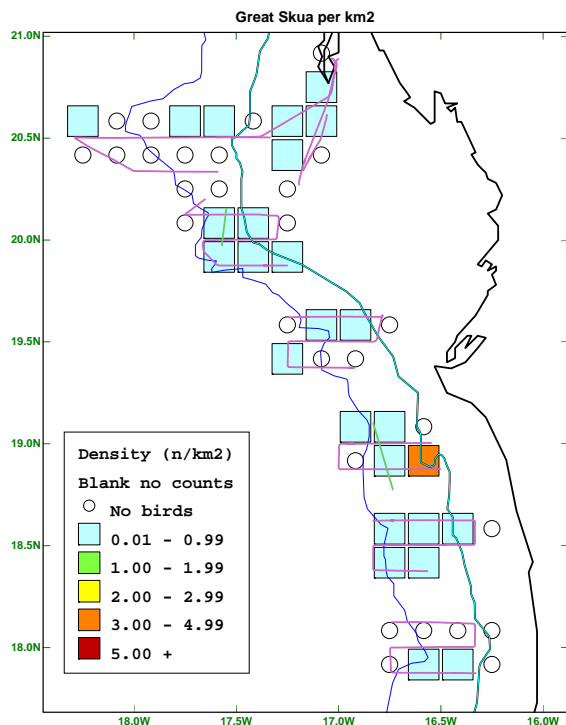 Great Skua per km2
21.0N
20.5N
20.0N
19.5N
19.0N
18.5N
18.0N
Density (n/km2)
Blank no counts
No birds
0.01 - 0.99
1.00 - 1.99
2.00 - 2.99
3.00 - 4.99
5.00 +
18.0W 17.5W 17.0W 16.5W 16.0W